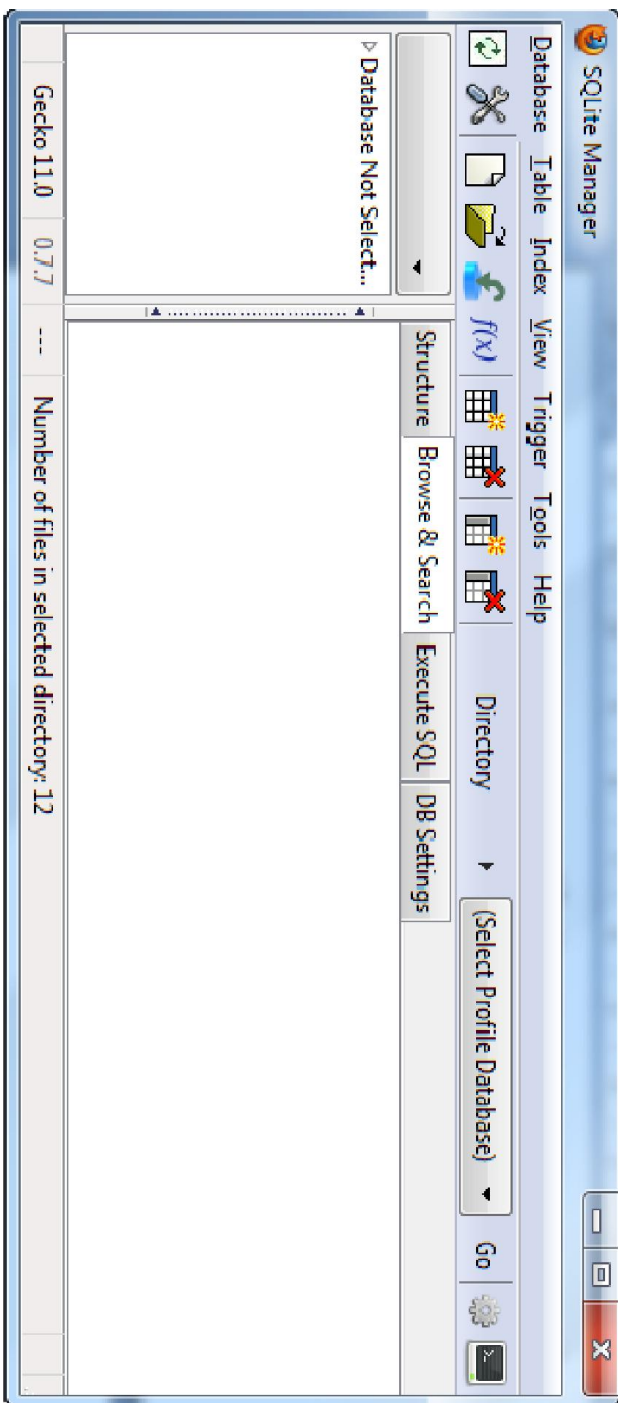 SQLite Manager
Database Table Index View Trigger Tools Help
f(x) Directory (Select Profile Database) Go
Structure Browse & Search Execute SQL DB Settings
Database Not Select...
Gecko 11.0 0.7.7 --- Number of files in selected directory: 12